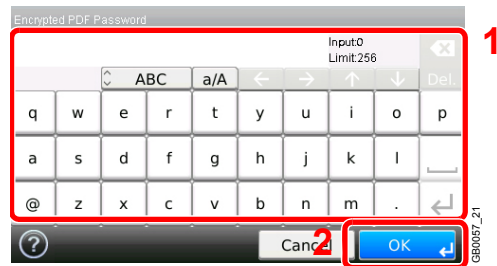 Encrypted PDF Password
Input:0
Limit:256
1
ABC a/A ← → ↑ ↓ Del.
q w e r t y u i o p
a s d f g h j k l
@ z x c v b n m .
? Cancel 2 OK
GB0057_21